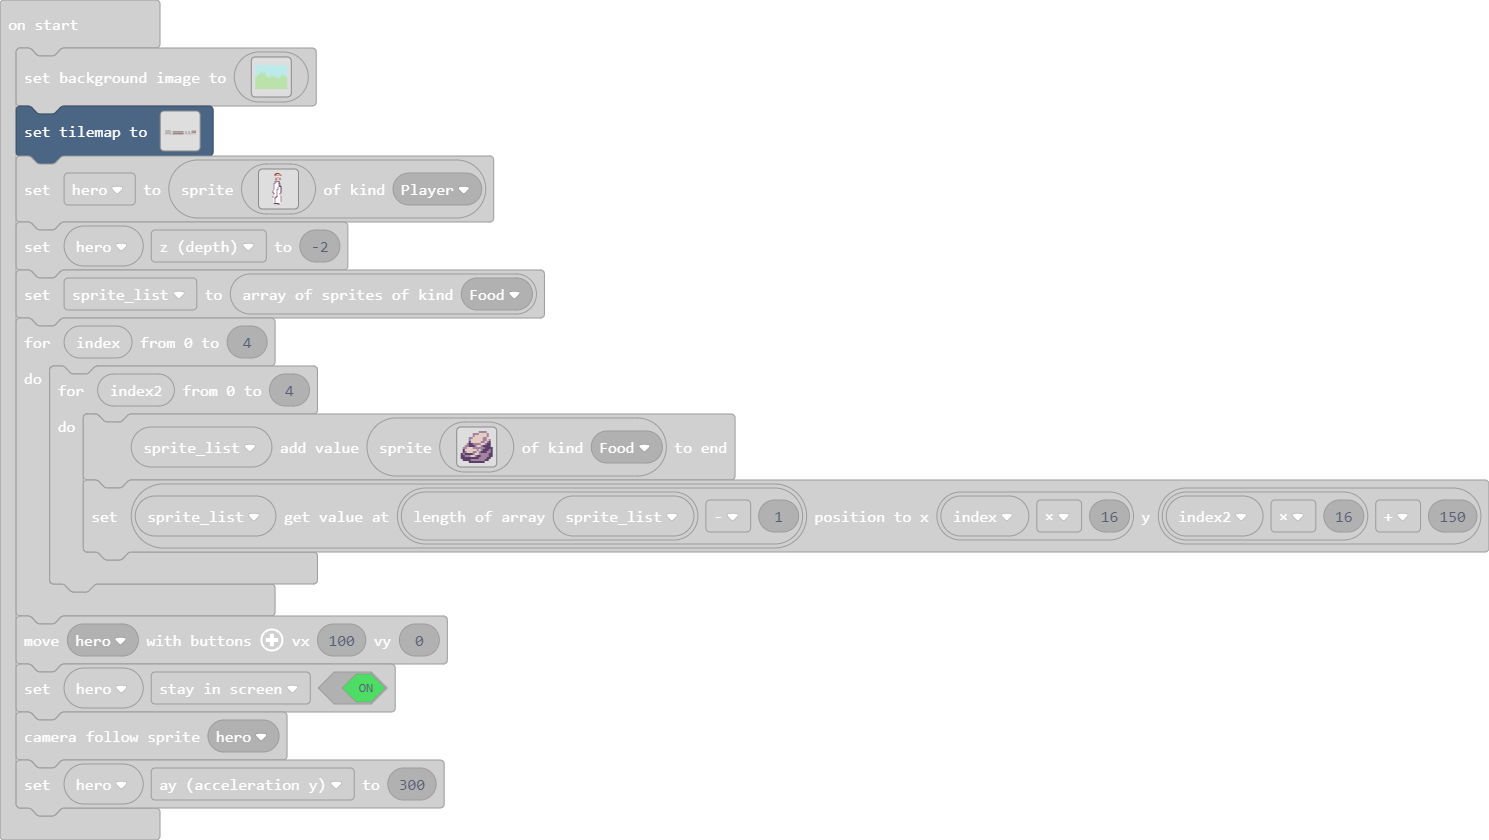 on start
set background image to
set tilemap to
set hero to sprite of kind Player
set hero z (depth) to -2
set sprite_list to array of sprites of kind Food
for index from 0 to 4
do
for index2 from 0 to 4
do
sprite_list add value sprite of kind Food to end
set sprite_list get value at length of array sprite_list - 1 position to x index × 16 y index2 × 16 + 150
move hero with buttons vx 100 vy 0
set hero stay in screen ON
camera follow sprite hero
set hero ay (acceleration y) to 300